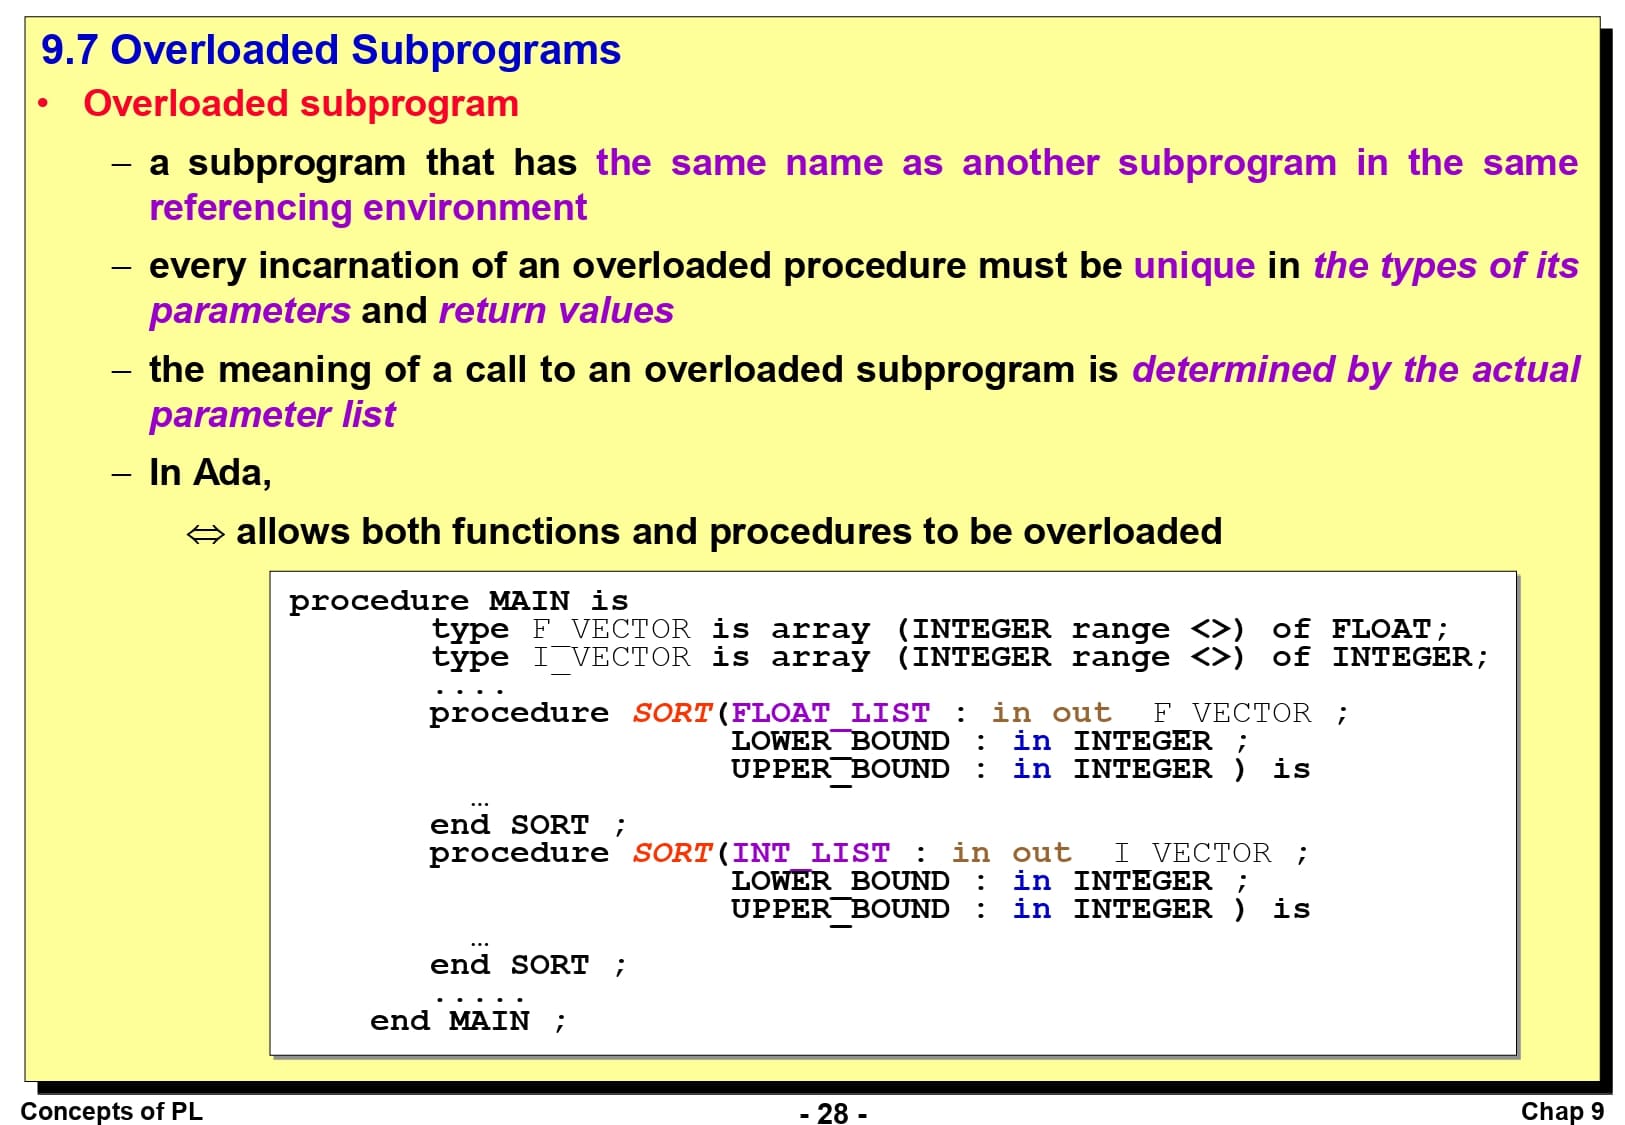 9.7 Overloaded Subprograms
• Overloaded subprogram
– a subprogram that has the same name as another subprogram in the same
referencing environment
– every incarnation of an overloaded procedure must be unique in the types of its
parameters and return values
– the meaning of a call to an overloaded subprogram is determined by the actual
parameter list
– In Ada,
⇔ allows both functions and procedures to be overloaded
procedure MAIN is
type F_VECTOR is array (INTEGER range <>) of FLOAT;
type I_VECTOR is array (INTEGER range <>) of INTEGER;
....
procedure SORT(FLOAT_LIST : in out F_VECTOR ;
LOWER_BOUND : in INTEGER ;
UPPER_BOUND : in INTEGER ) is
…
end SORT ;
procedure SORT(INT_LIST : in out I_VECTOR ;
LOWER_BOUND : in INTEGER ;
UPPER_BOUND : in INTEGER ) is
…
end SORT ;
.....
end MAIN ;
Concepts of PL
- 28 -
Chap 9